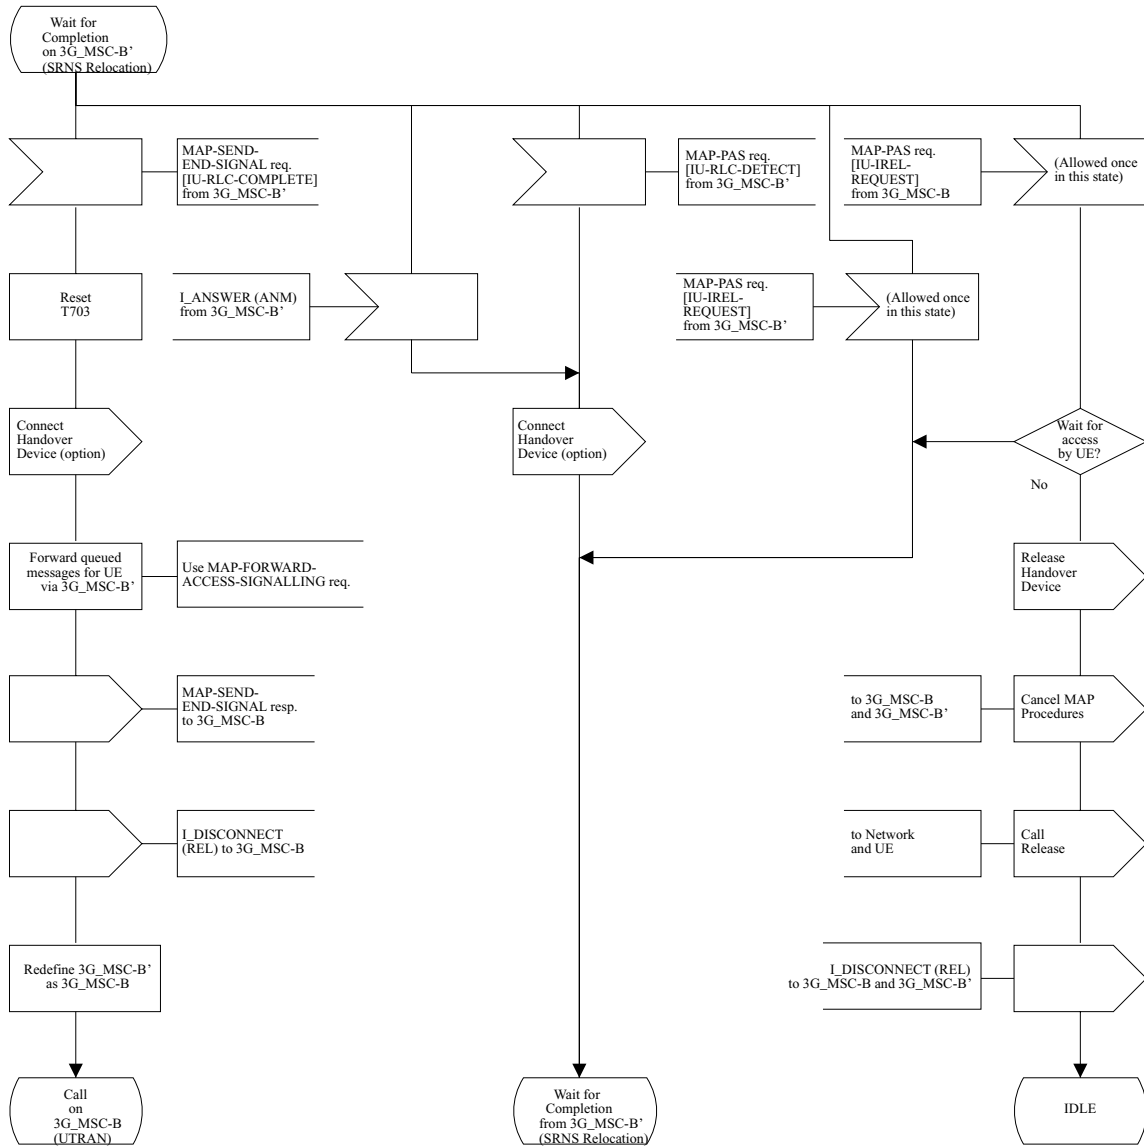 Wait for
Completion
on 3G_MSC-B’
(SRNS Relocation)
MAP-SEND-
END-SIGNAL req.
[IU-RLC-COMPLETE]
from 3G_MSC-B’
MAP-PAS req.
[IU-RLC-DETECT]
from 3G_MSC-B’
MAP-PAS req.
[IU-IREL-
REQUEST]
from 3G_MSC-B
(Allowed once
in this state)
Reset
T703
I_ANSWER (ANM)
from 3G_MSC-B’
MAP-PAS req.
[IU-IREL-
REQUEST]
from 3G_MSC-B’
(Allowed once
in this state)
Connect
Handover
Device (option)
Connect
Handover
Device (option)
Wait for
access
by UE?
No
Forward queued
messages for UE
via 3G_MSC-B’
Use MAP-FORWARD-
ACCESS-SIGNALLING req.
Release
Handover
Device
MAP-SEND-
END-SIGNAL resp.
to 3G_MSC-B
to 3G_MSC-B
and 3G_MSC-B’
Cancel MAP
Procedures
I_DISCONNECT
(REL) to 3G_MSC-B
to Network
and UE
Call
Release
Redefine 3G_MSC-B’
as 3G_MSC-B
I_DISCONNECT (REL)
to 3G_MSC-B and 3G_MSC-B’
Call
on
3G_MSC-B
(UTRAN)
Wait for
Completion
from 3G_MSC-B’
(SRNS Relocation)
IDLE